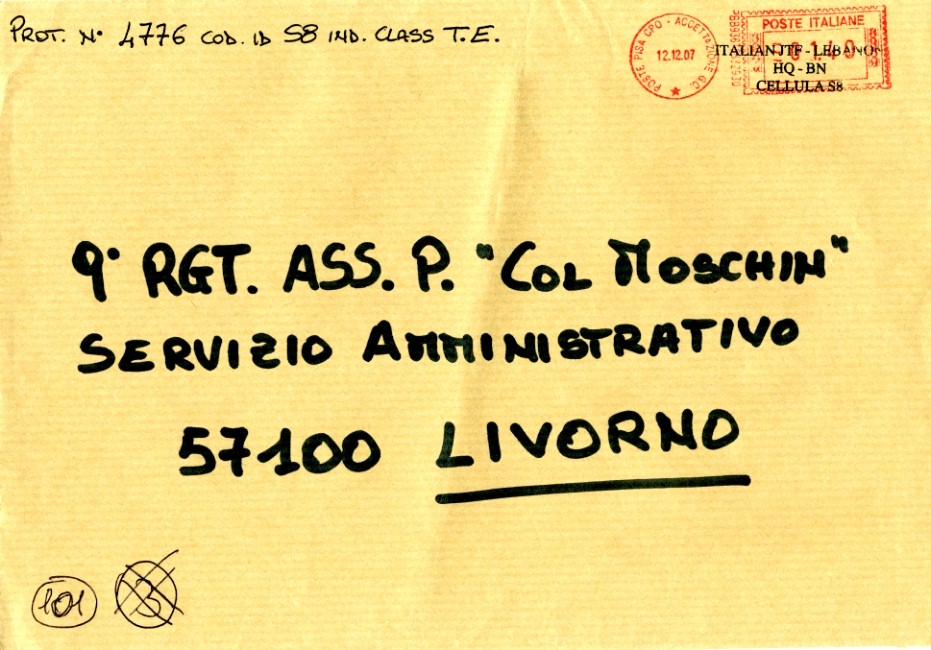 PROT. N° 4776 COD. ID S8 IND. CLASS T.E.
POSTE PISA CPO - ACCETTAZIONE G.C.
12.12.07
POSTE ITALIANE
ITALIAN JTF - LEBANON
HQ - BN
CELLULA S8
9° RGT. ASS. P. "COL MOSCHIN"
SERVIZIO AMMINISTRATIVO
57100 LIVORNO
101
3